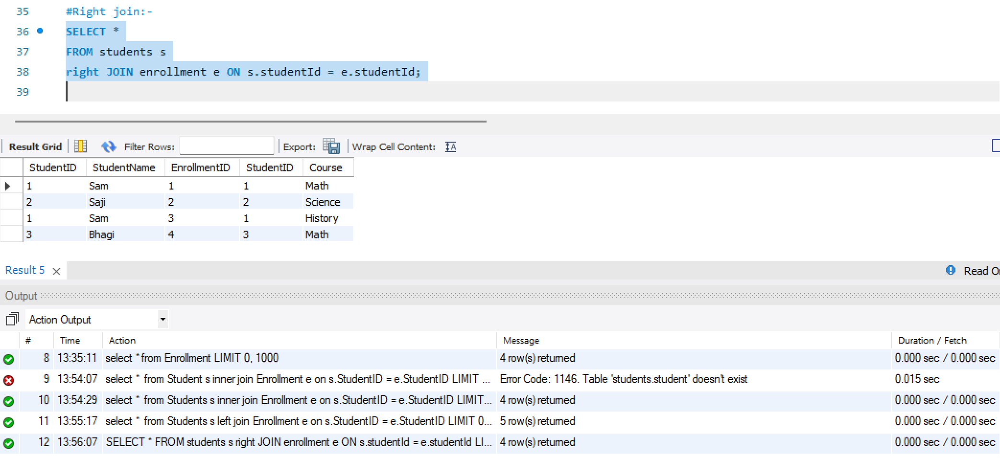 35 #Right join:-
36 SELECT *
37 FROM students s
38 right JOIN enrollment e ON s.studentId = e.studentId;
39
Result Grid Filter Rows: Export: Wrap Cell Content:
StudentID StudentName EnrollmentID StudentID Course
1 Sam 1 1 Math
2 Saji 2 2 Science
1 Sam 3 1 History
3 Bhagi 4 3 Math
Result 5 Read
Output
Action Output
# Time Action Message Duration / Fetch
8 13:35:11 select * from Enrollment LIMIT 0, 1000 4 row(s) returned 0.000 sec / 0.000 sec
9 13:54:07 select * from Student s inner join Enrollment e on s.StudentID = e.StudentID LIMIT ... Error Code: 1146. Table 'students.student' doesn't exist 0.015 sec
10 13:54:29 select * from Students s inner join Enrollment e on s.StudentID = e.StudentID LIMIT... 4 row(s) returned 0.000 sec / 0.000 sec
11 13:55:17 select * from Students s left join Enrollment e on s.StudentID = e.StudentID LIMIT 0... 5 row(s) returned 0.000 sec / 0.000 sec
12 13:56:07 SELECT * FROM students s right JOIN enrollment e ON s.studentId = e.studentId LI... 4 row(s) returned 0.000 sec / 0.000 sec